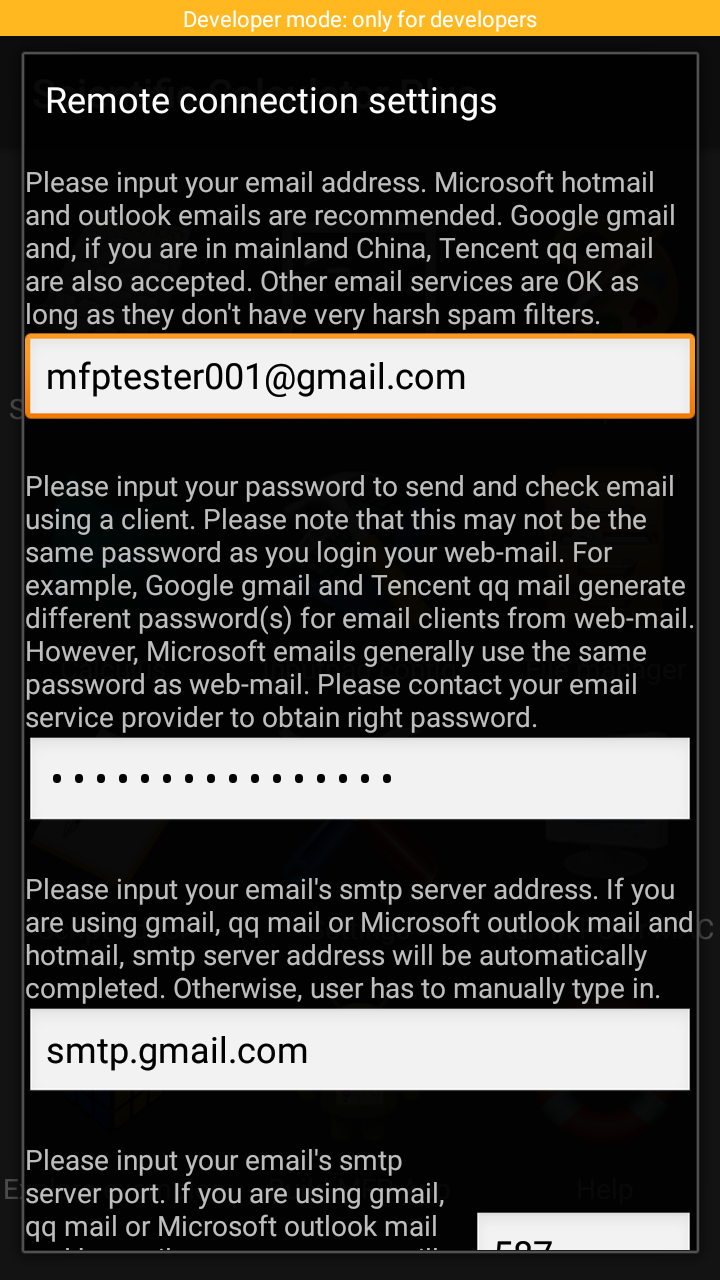 Developer mode: only for developers
Remote connection settings
Please input your email address. Microsoft hotmail
and outlook emails are recommended. Google gmail
and, if you are in mainland China, Tencent qq email
are also accepted. Other email services are OK as
long as they don't have very harsh spam filters.
mfptester001@gmail.com
Please input your password to send and check email
using a client. Please note that this may not be the
same password as you login your web-mail. For
example, Google gmail and Tencent qq mail generate
different password(s) for email clients from web-mail.
However, Microsoft emails generally use the same
password as web-mail. Please contact your email
service provider to obtain right password.
••••••••••••••••
Please input your email's smtp server address. If you
are using gmail, qq mail or Microsoft outlook mail and
hotmail, smtp server address will be automatically
completed. Otherwise, user has to manually type in.
smtp.gmail.com
Please input your email's smtp
server port. If you are using gmail,
qq mail or Microsoft outlook mail
587
Help